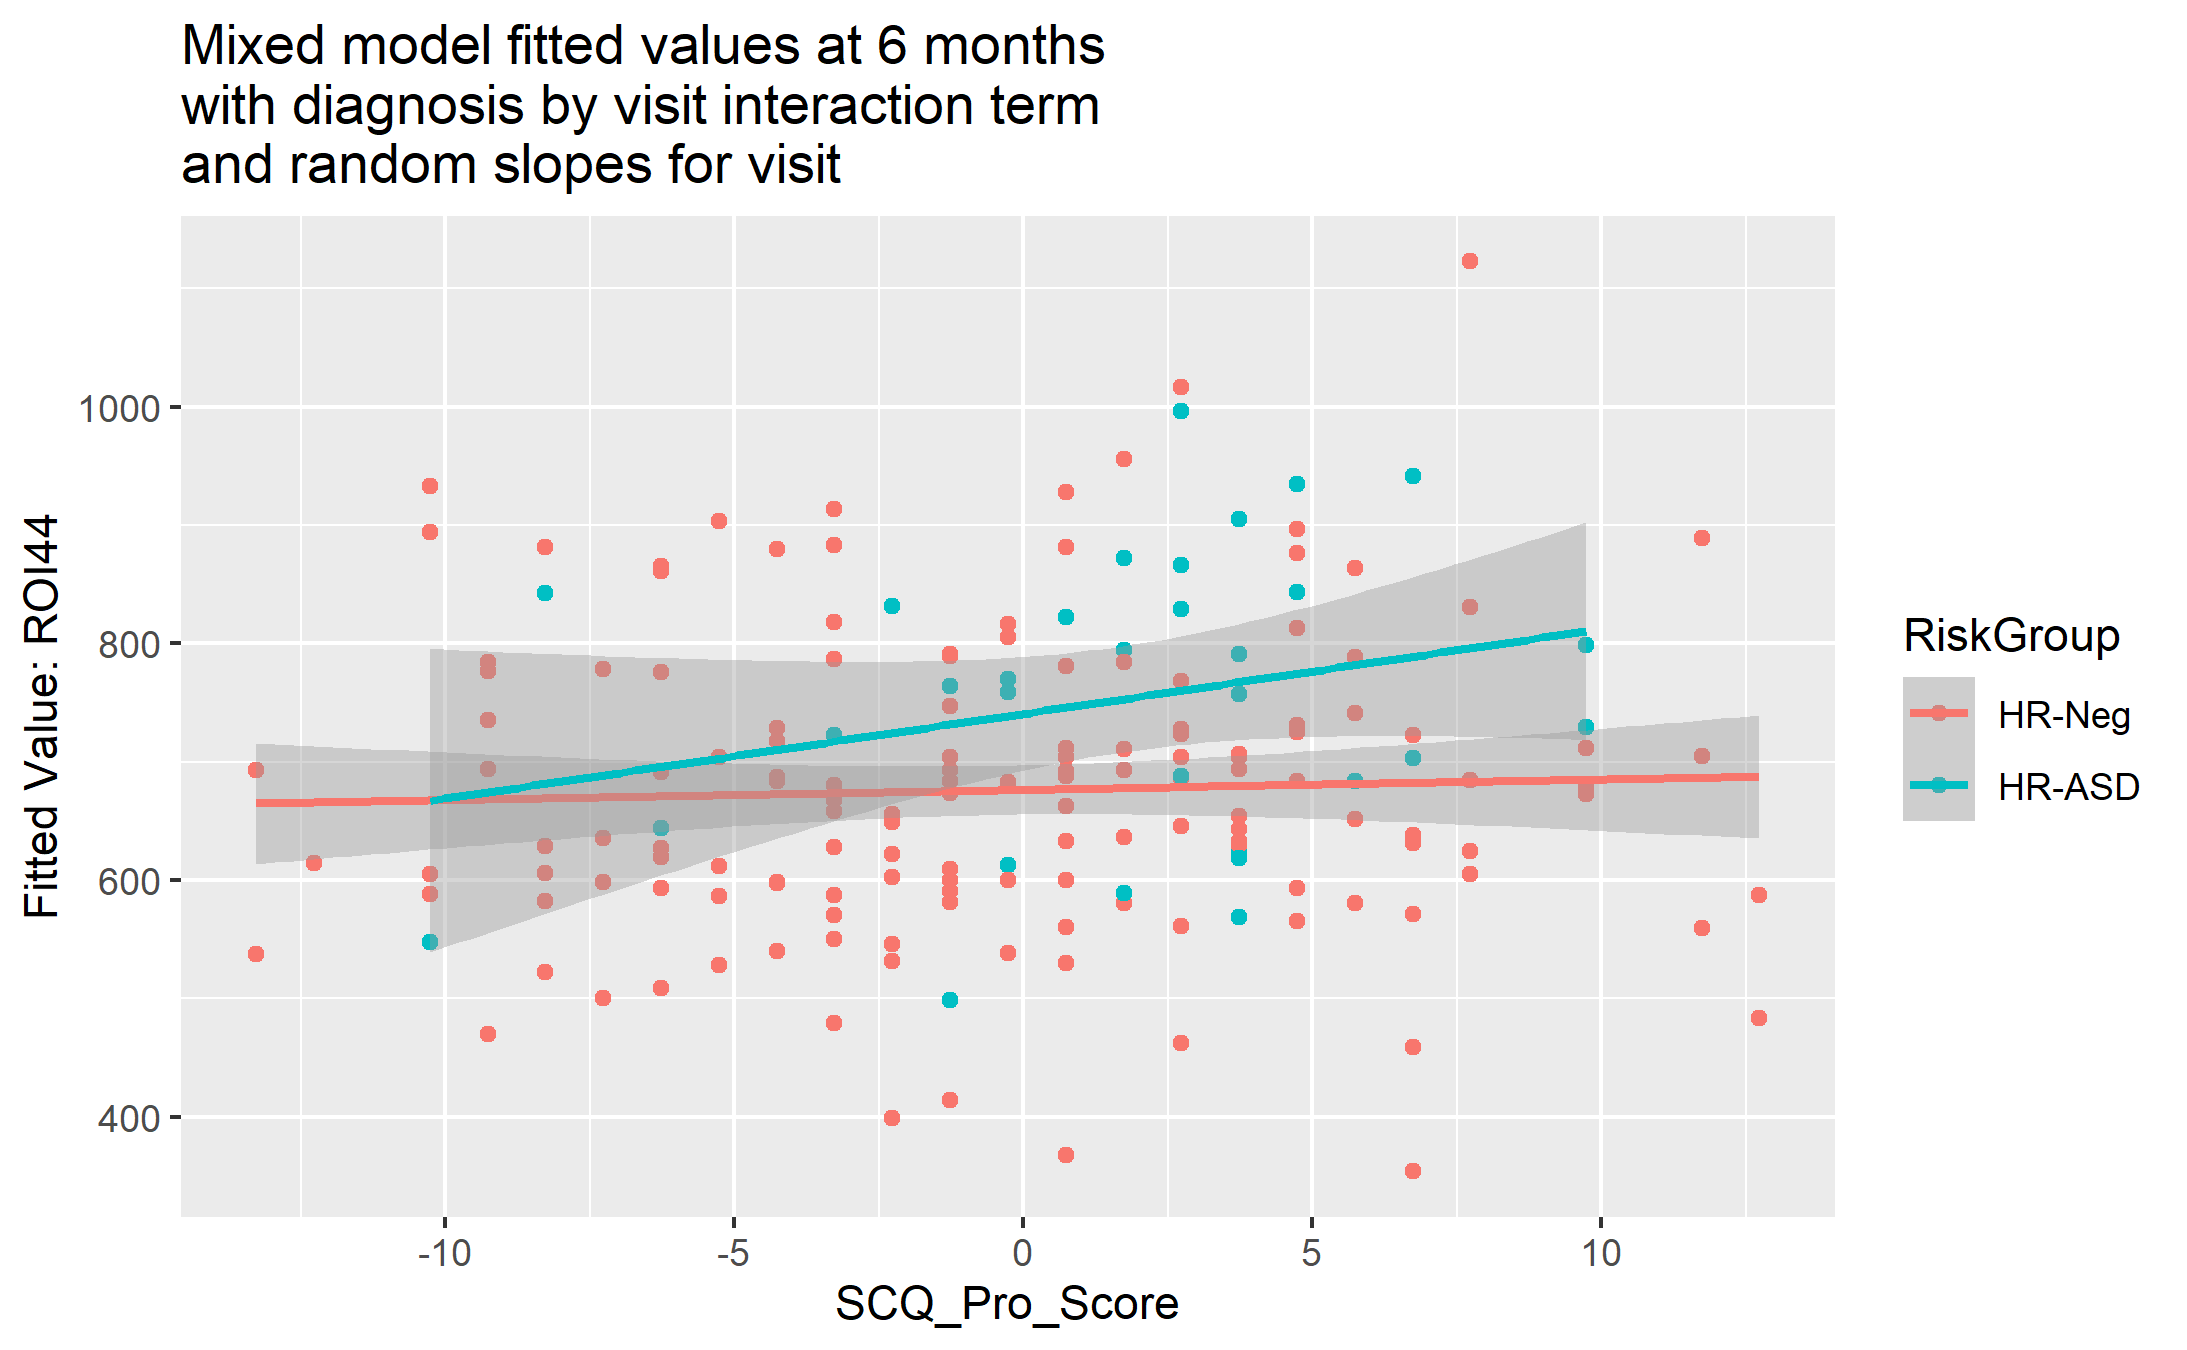 Mixed model fitted values at 6 months
with diagnosis by visit interaction term
and random slopes for visit
Fitted Value: ROI44
1000
800
600
400
-10
-5
0
5
10
SCQ_Pro_Score
RiskGroup
HR-Neg
HR-ASD